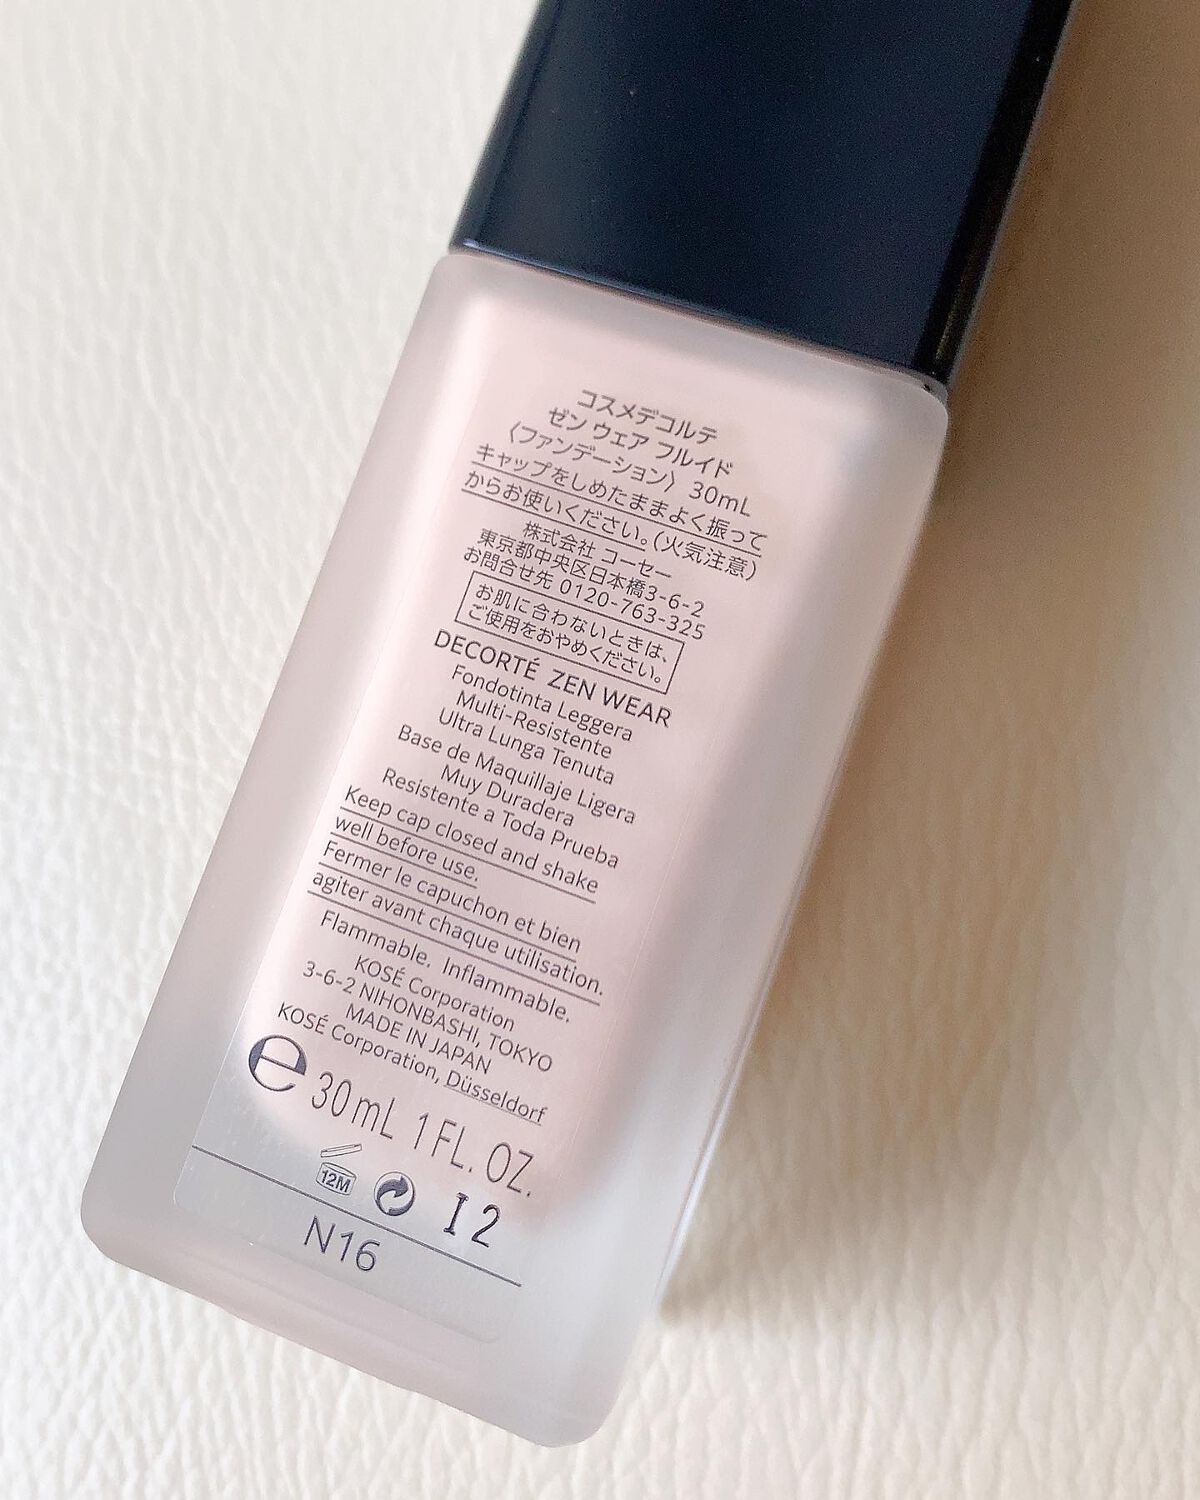 コスメデコルテ
ゼン ウェア フルイド
〈ファンデーション〉 30mL
キャップをしめたままよく振って
からお使いください。(火気注意)
株式会社 コーセー
東京都中央区日本橋3-6-2
お問合せ先 0120-763-325
お肌に合わないときは、
ご使用をおやめください。
DECORTÉ ZEN WEAR
Fondotinta Leggera
Multi-Resistente
Ultra Lunga Tenuta
Base de Maquillaje Ligera
Muy Duradera
Resistente a Toda Prueba
Keep cap closed and shake
well before use.
Fermer le capuchon et bien
agiter avant chaque utilisation.
Flammable. Inflammable.
KOSÉ Corporation
3-6-2 NIHONBASHI, TOKYO
MADE IN JAPAN
KOSÉ Corporation, Düsseldorf
e 30mL 1FL. OZ.
12M I2
N16